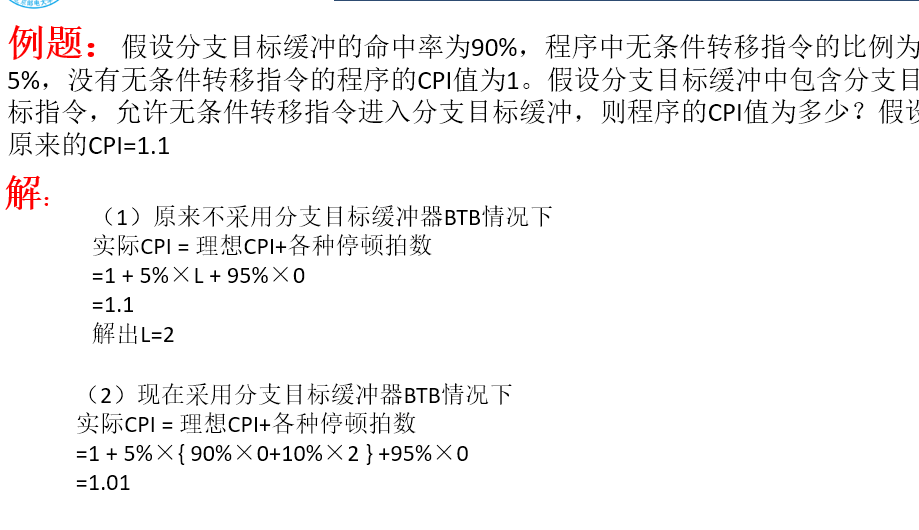 例题：假设分支目标缓冲的命中率为90%，程序中无条件转移指令的比例为
5%，没有无条件转移指令的程序的CPI值为1。假设分支目标缓冲中包含分支目
标指令，允许无条件转移指令进入分支目标缓冲，则程序的CPI值为多少？假设
原来的CPI=1.1
解：
（1）原来不采用分支目标缓冲器BTB情况下
实际CPI = 理想CPI+各种停顿拍数
=1 + 5%×L + 95%×0
=1.1
解出L=2
（2）现在采用分支目标缓冲器BTB情况下
实际CPI = 理想CPI+各种停顿拍数
=1 + 5%×{ 90%×0+10%×2 } +95%×0
=1.01